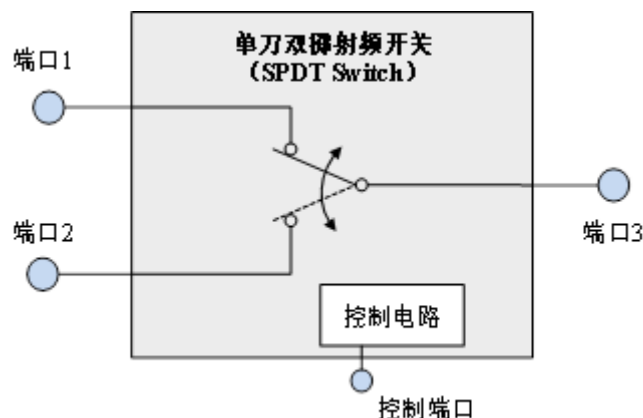 单刀双掷射频开关
（SPDT Switch）
端口1
端口2
端口3
控制电路
控制端口